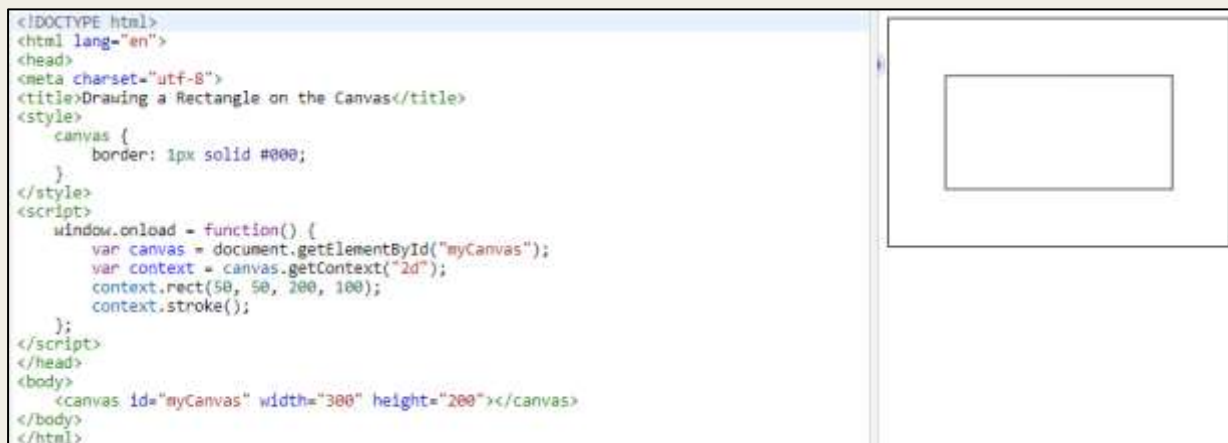 <!DOCTYPE html>
<html lang="en">
<head>
<meta charset="utf-8">
<title>Drawing a Rectangle on the Canvas</title>
<style>
    canvas {
        border: 1px solid #000;
    }
</style>
<script>
    window.onload = function() {
        var canvas = document.getElementById("myCanvas");
        var context = canvas.getContext("2d");
        context.rect(50, 50, 200, 100);
        context.stroke();
    };
</script>
</head>
<body>
    <canvas id="myCanvas" width="300" height="200"></canvas>
</body>
</html>